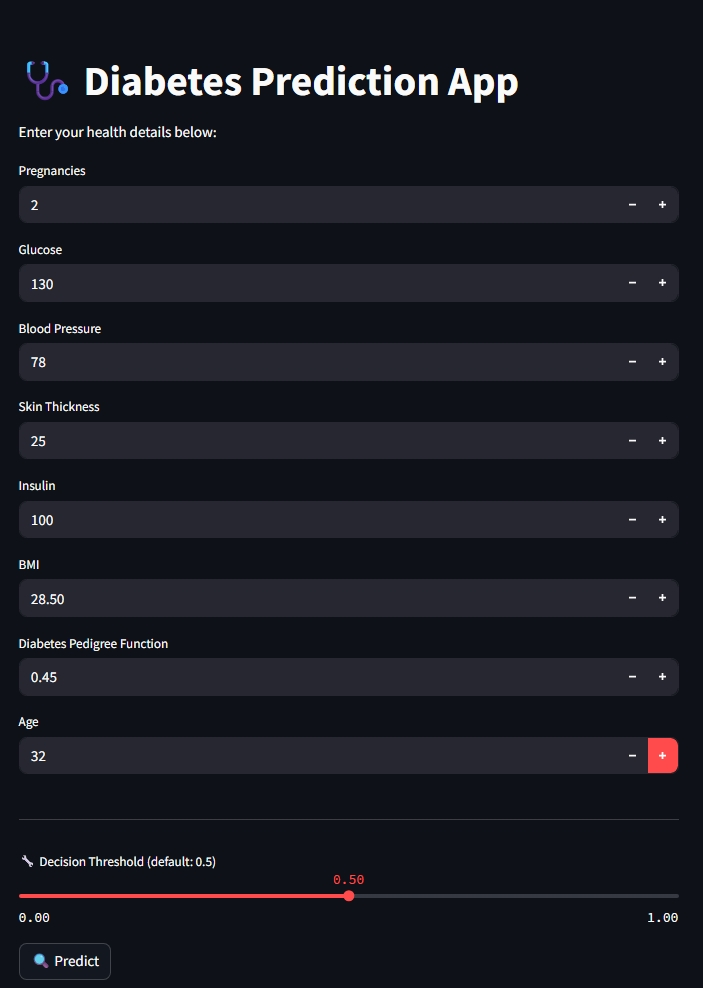 Diabetes Prediction App
Enter your health details below:
Pregnancies
2 − +
Glucose
130 − +
Blood Pressure
78 − +
Skin Thickness
25 − +
Insulin
100 − +
BMI
28.50 − +
Diabetes Pedigree Function
0.45 − +
Age
32 − +
Decision Threshold (default: 0.5)
0.50
0.00 1.00
Predict